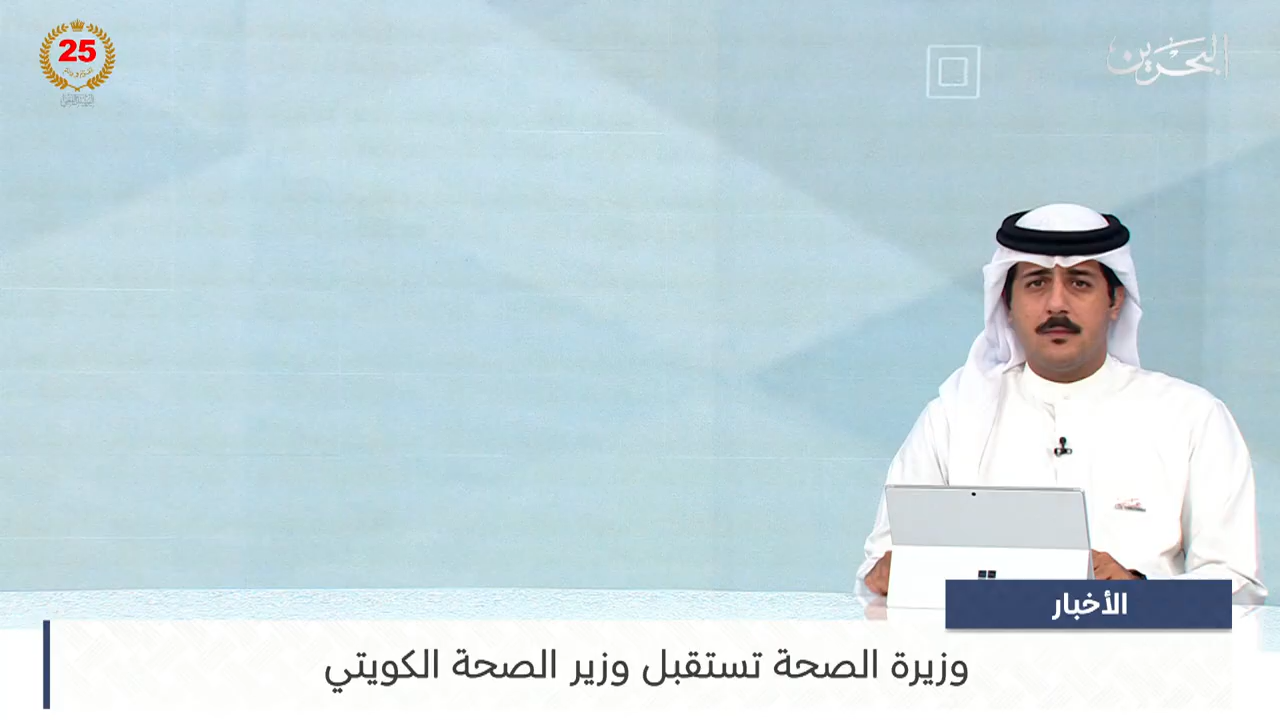 25
البحرين
الأخبار
وزيرة الصحة تستقبل وزير الصحة الكويتي